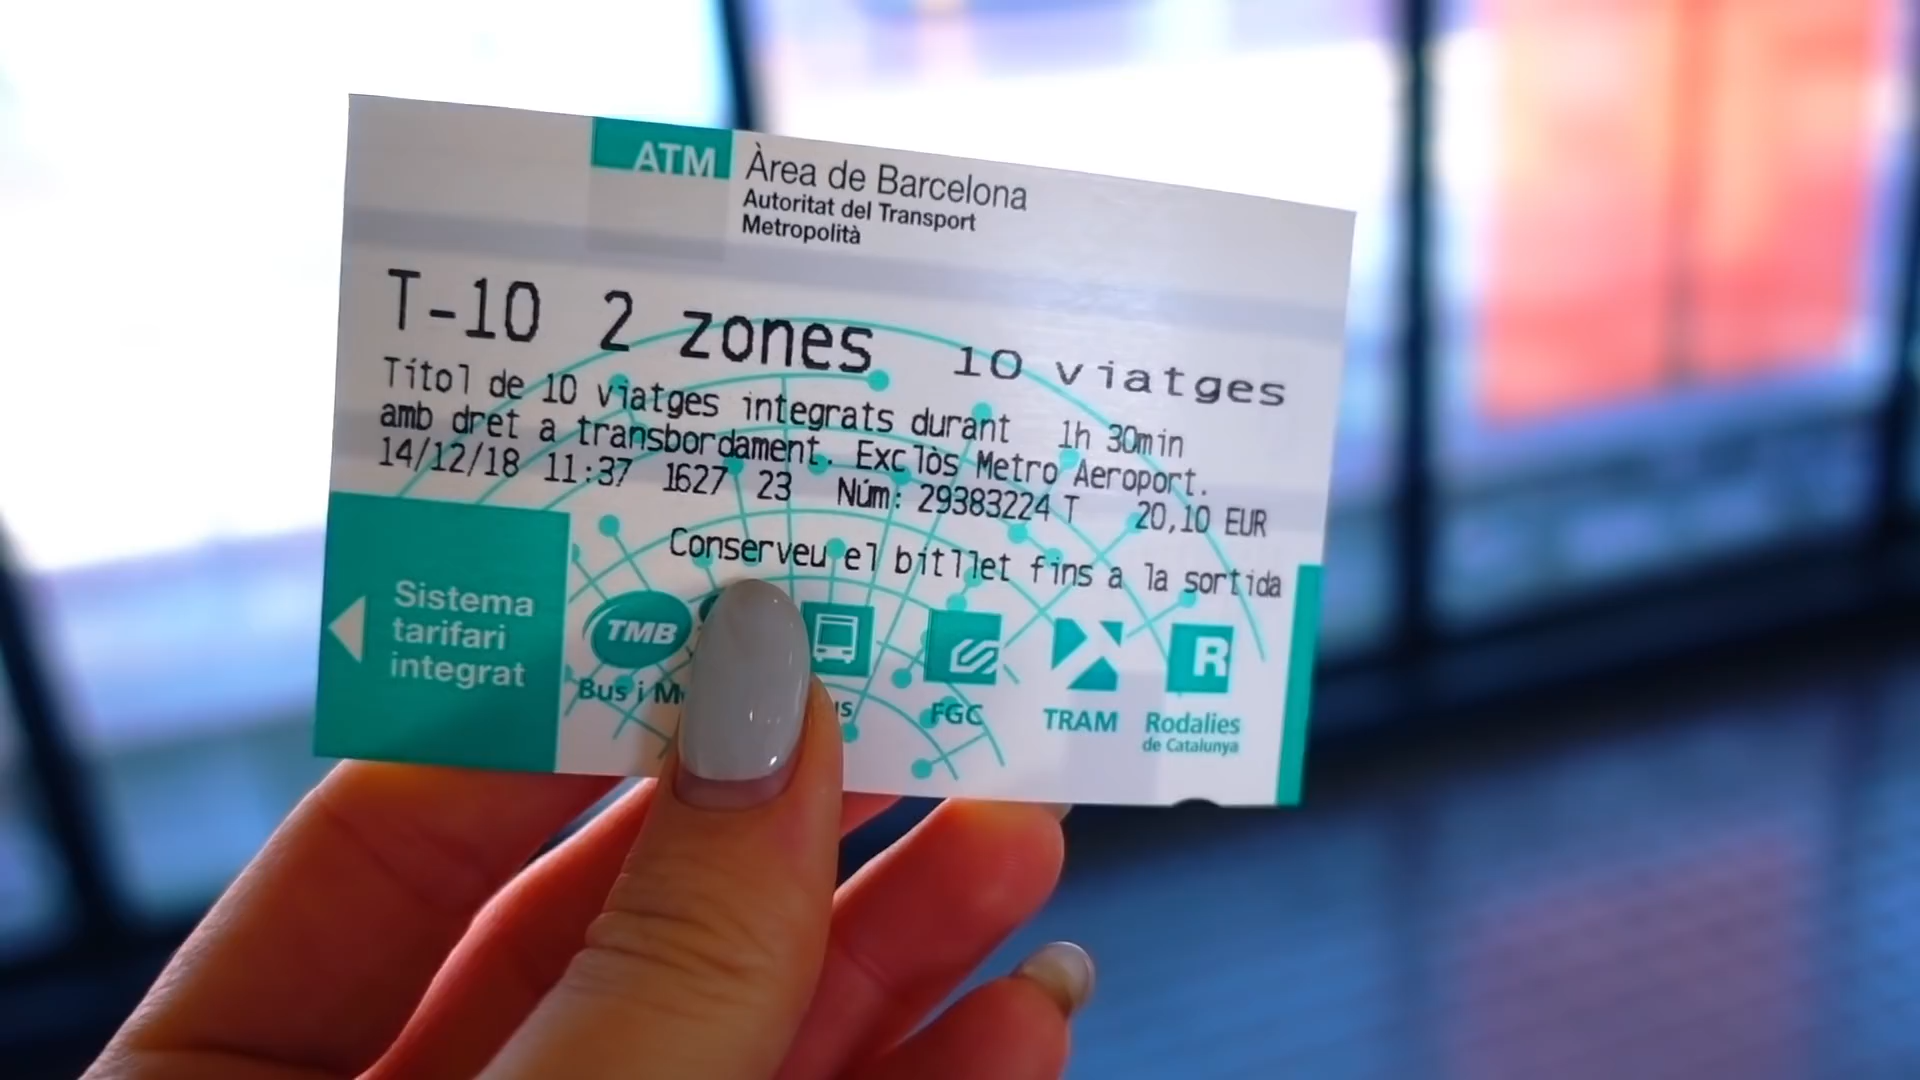 ATM Àrea de Barcelona
Autoritat del Transport
Metropolità
T-10 2 zones 10 viatges
Títol de 10 viatges integrats durant 1h 30min
amb dret a transbordament. Exclòs Metro Aeroport.
14/12/18 11:37 1627 23 Núm: 29383224 T 20,10 EUR
Conserveu el bitllet fins a la sortida
Sistema
tarifari
integrat
TMB
R
Bus i
FGC
TRAM
Rodalies
de Catalunya